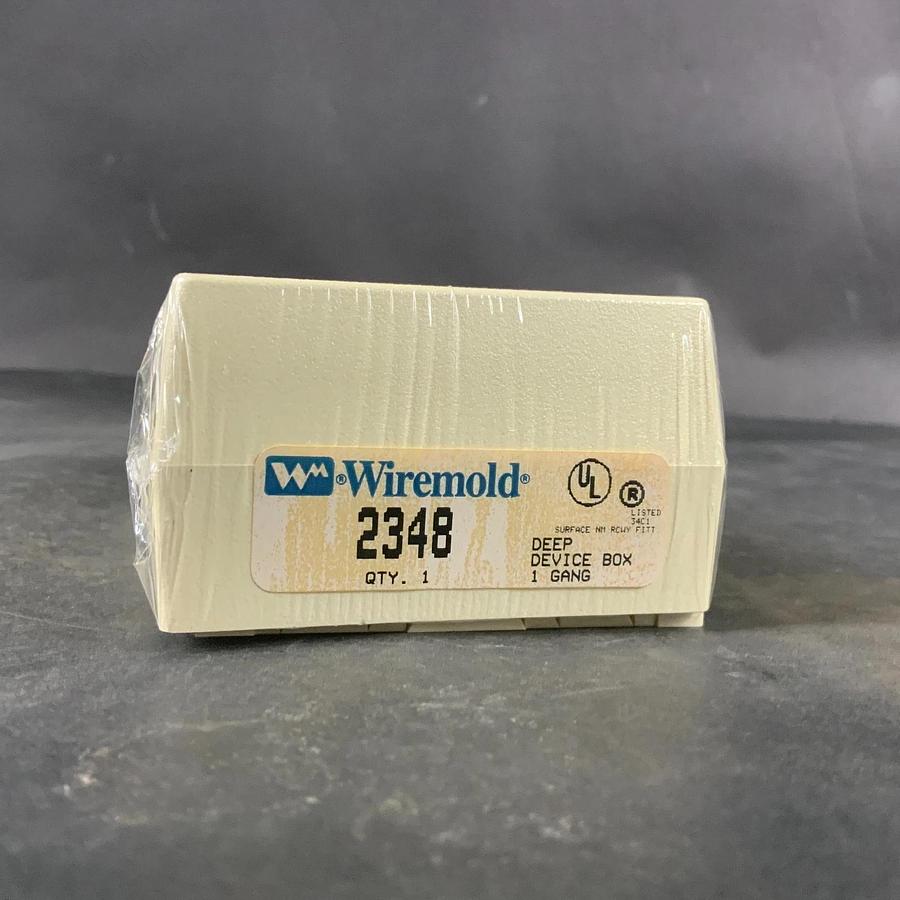 WM® Wiremold®
2348
QTY. 1
UL ®
LISTED
34C1
SURFACE NM RCWY FITT
DEEP
DEVICE BOX
1 GANG